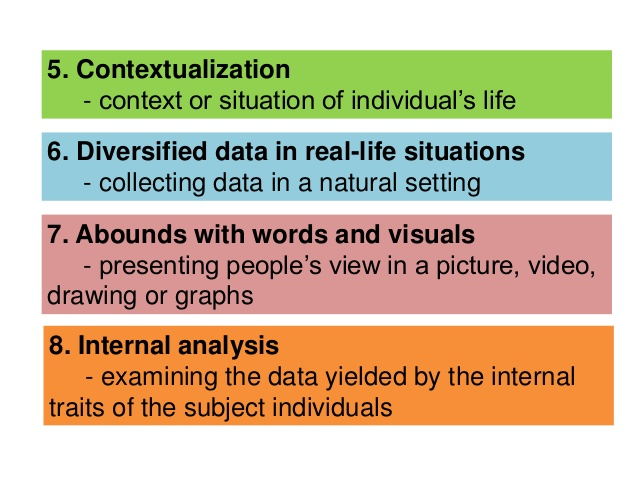 5. Contextualization
- context or situation of individual’s life
6. Diversified data in real-life situations
- collecting data in a natural setting
7. Abounds with words and visuals
- presenting people’s view in a picture, video,
drawing or graphs
8. Internal analysis
- examining the data yielded by the internal
traits of the subject individuals